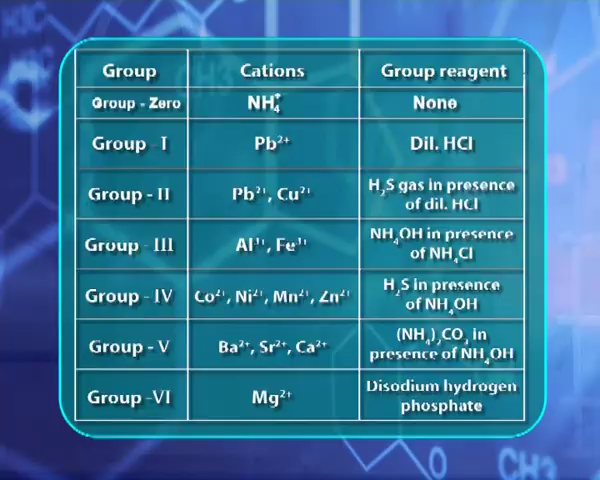 Group Cations Group reagent
Group - Zero NH₄⁺ None
Group - I Pb²⁺ Dil. HCl
Group - II Pb²⁺, Cu²⁺ H₂S gas in presence
of dil. HCl
Group - III Al³⁺, Fe³⁺ NH₄OH in presence
of NH₄Cl
Group - IV Co²⁺, Ni²⁺, Mn²⁺, Zn²⁺ H₂S in presence
of NH₄OH
Group - V Ba²⁺, Sr²⁺, Ca²⁺ (NH₄)₂CO₃ in
presence of NH₄OH
Group -VI Mg²⁺ Disodium hydrogen
phosphate
O
CH₃